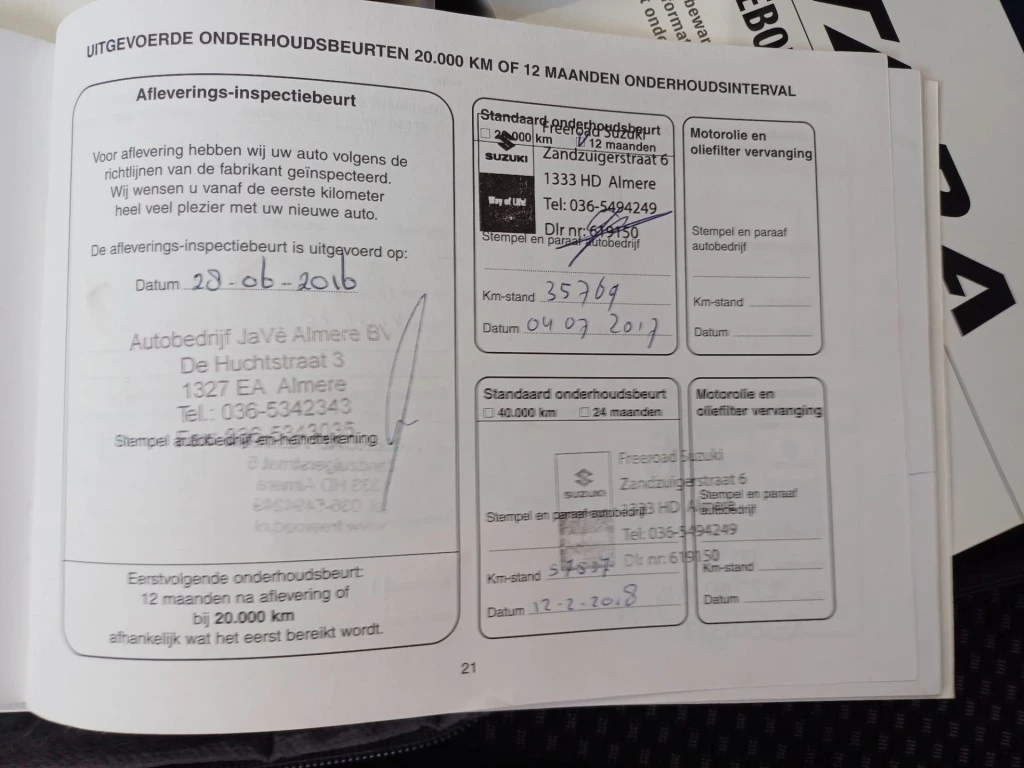 UITGEVOERDE ONDERHOUDSBEURTEN 20.000 KM OF 12 MAANDEN ONDERHOUDSINTERVAL
Afleverings-inspectiebeurt
Voor aflevering hebben wij uw auto volgens de
richtlijnen van de fabrikant geïnspecteerd.
Wij wensen u vanaf de eerste kilometer
heel veel plezier met uw nieuwe auto.
De afleverings-inspectiebeurt is uitgevoerd op:
Datum 28-06-2016
Autobedrijf JaVé Almere BV
De Huchtstraat 3
1327 EA Almere
Tel.: 036-5342343
Stempel autobedrijf en handtekening
Eerstvolgende onderhoudsbeurt:
12 maanden na aflevering of
bij 20.000 km
afhankelijk wat het eerst bereikt wordt.
Standaard onderhoudsbeurt
20.000 km 12 maanden
Freeroad Suzuki
SUZUKI
Way of Life!
Zandzuigerstraat 6
1333 HD Almere
Tel: 036-5494249
Dlr nr: 619150
Stempel en paraaf autobedrijf
Km-stand 35769
Datum 04 07 2017
Motorolie en
oliefilter vervanging
Stempel en paraaf
autobedrijf
Km-stand
Datum
Standaard onderhoudsbeurt
40.000 km 24 maanden
SUZUKI
Freeroad Suzuki
Zandzuigerstraat 6
1333 HD Almere
Tel: 036-5494249
Dlr nr: 619150
Stempel en paraaf autobedrijf
Km-stand
Datum 12-2-2018
Motorolie en
oliefilter vervanging
Stempel en paraaf
autobedrijf
Km-stand
Datum
21